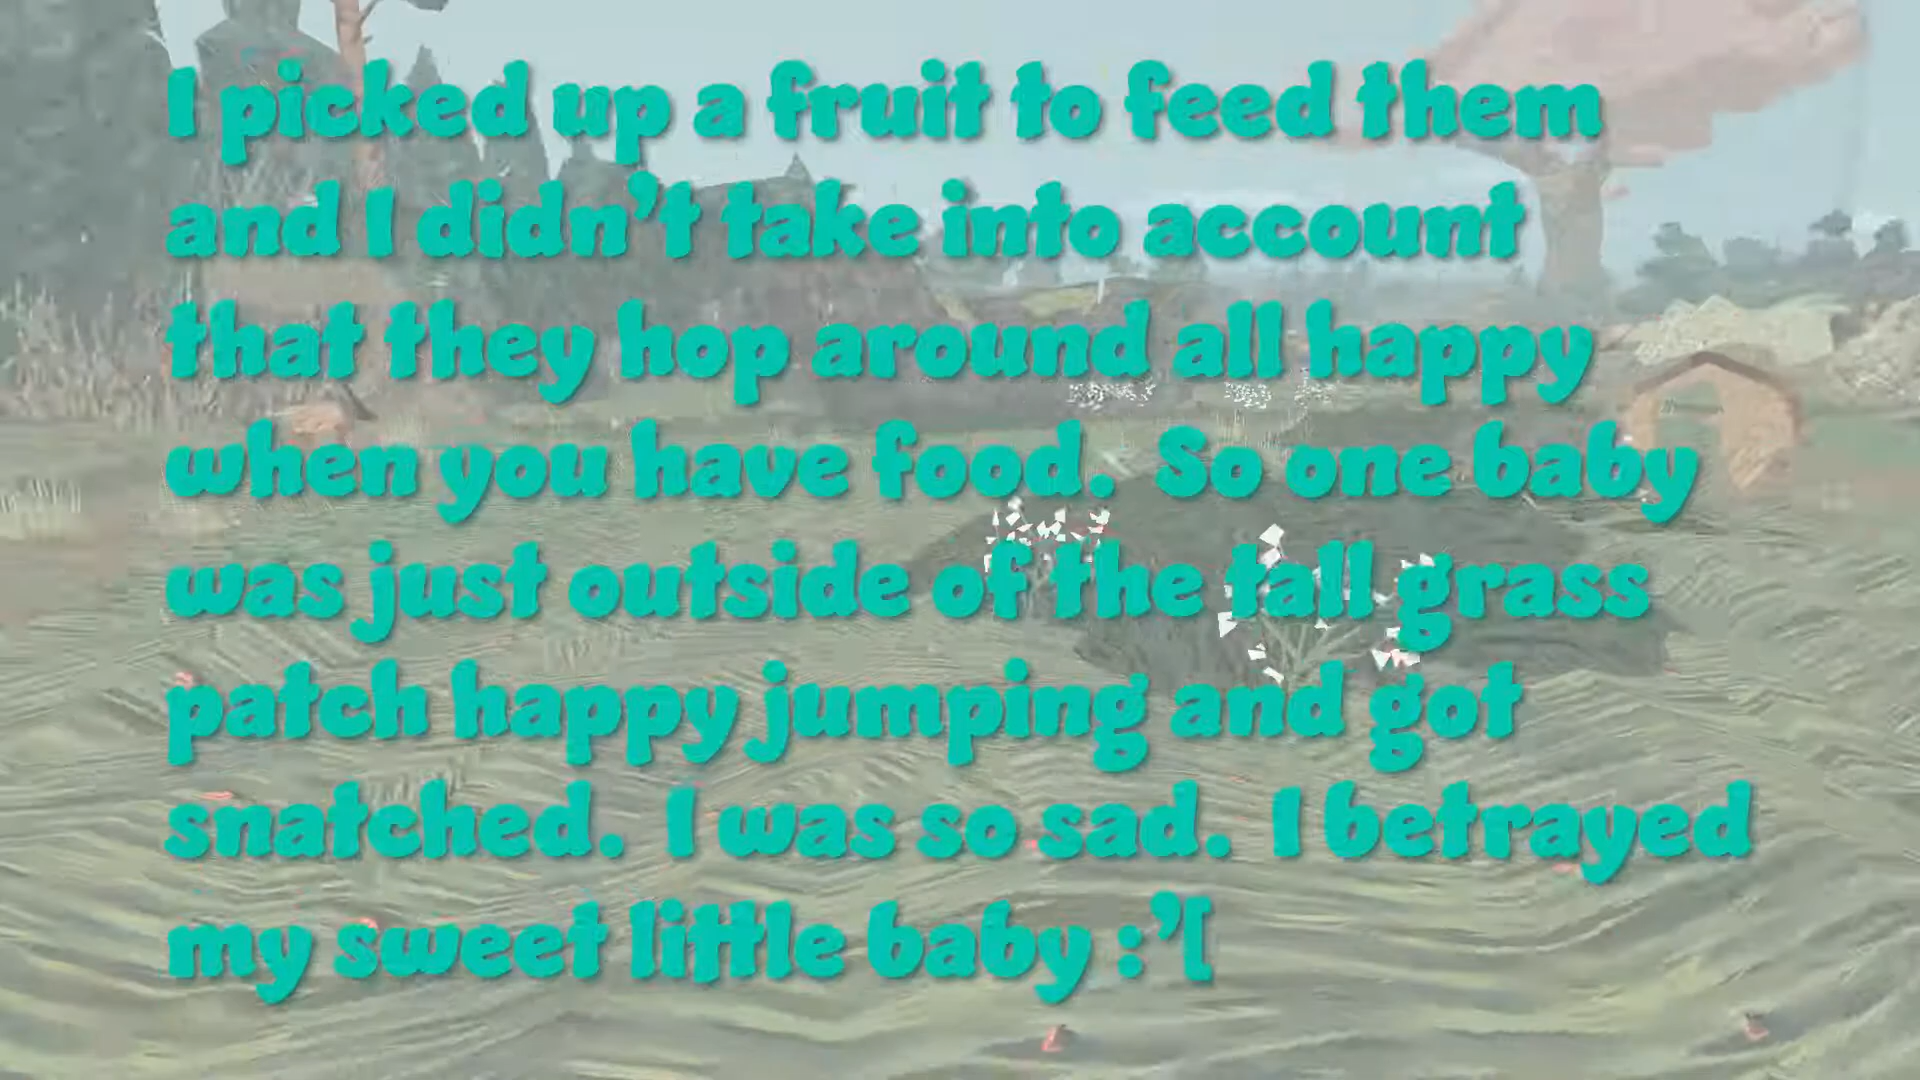 I picked up a fruit to feed them
and I didn't take into account
that they hop around all happy
when you have food.  So one baby
was just outside of the tall grass
patch happy jumping and got
snatched.  I was so sad.  I betrayed
my sweet little baby :'[